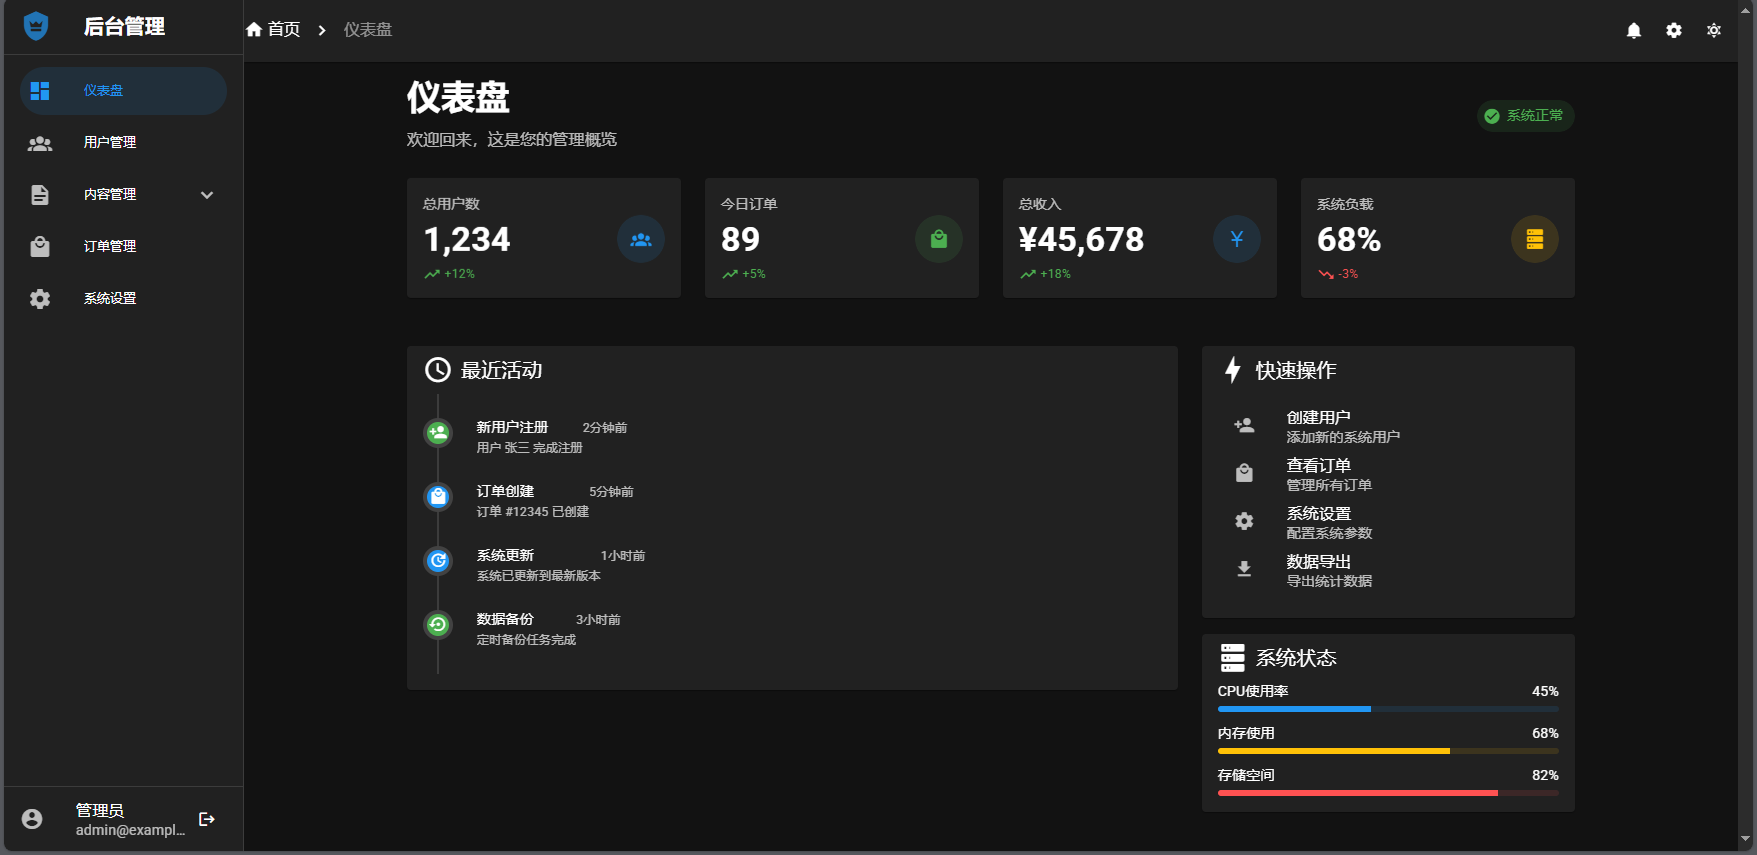 后台管理
仪表盘
用户管理
内容管理
订单管理
系统设置
管理员
admin@exampl...
首页 仪表盘
仪表盘
欢迎回来，这是您的管理概览
系统正常
总用户数
1,234
+12%
今日订单
89
+5%
总收入
¥45,678
+18%
¥
系统负载
68%
-3%
最近活动
新用户注册 2分钟前
用户 张三 完成注册
订单创建 5分钟前
订单 #12345 已创建
系统更新 1小时前
系统已更新到最新版本
数据备份 3小时前
定时备份任务完成
快速操作
创建用户
添加新的系统用户
查看订单
管理所有订单
系统设置
配置系统参数
数据导出
导出统计数据
系统状态
CPU使用率 45%
内存使用 68%
存储空间 82%